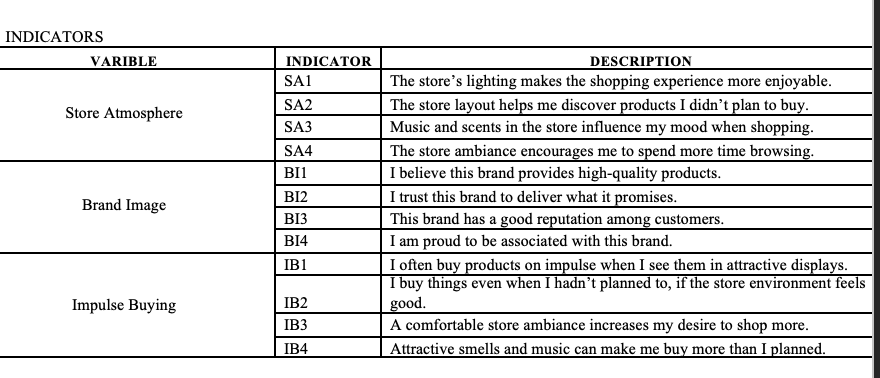 INDICATORS
VARIBLE INDICATOR DESCRIPTION
Store Atmosphere
SA1 The store's lighting makes the shopping experience more enjoyable.
SA2 The store layout helps me discover products I didn't plan to buy.
SA3 Music and scents in the store influence my mood when shopping.
SA4 The store ambiance encourages me to spend more time browsing.
Brand Image
BI1 I believe this brand provides high-quality products.
BI2 I trust this brand to deliver what it promises.
BI3 This brand has a good reputation among customers.
BI4 I am proud to be associated with this brand.
Impulse Buying
IB1 I often buy products on impulse when I see them in attractive displays.
IB2 I buy things even when I hadn't planned to, if the store environment feels
good.
IB3 A comfortable store ambiance increases my desire to shop more.
IB4 Attractive smells and music can make me buy more than I planned.